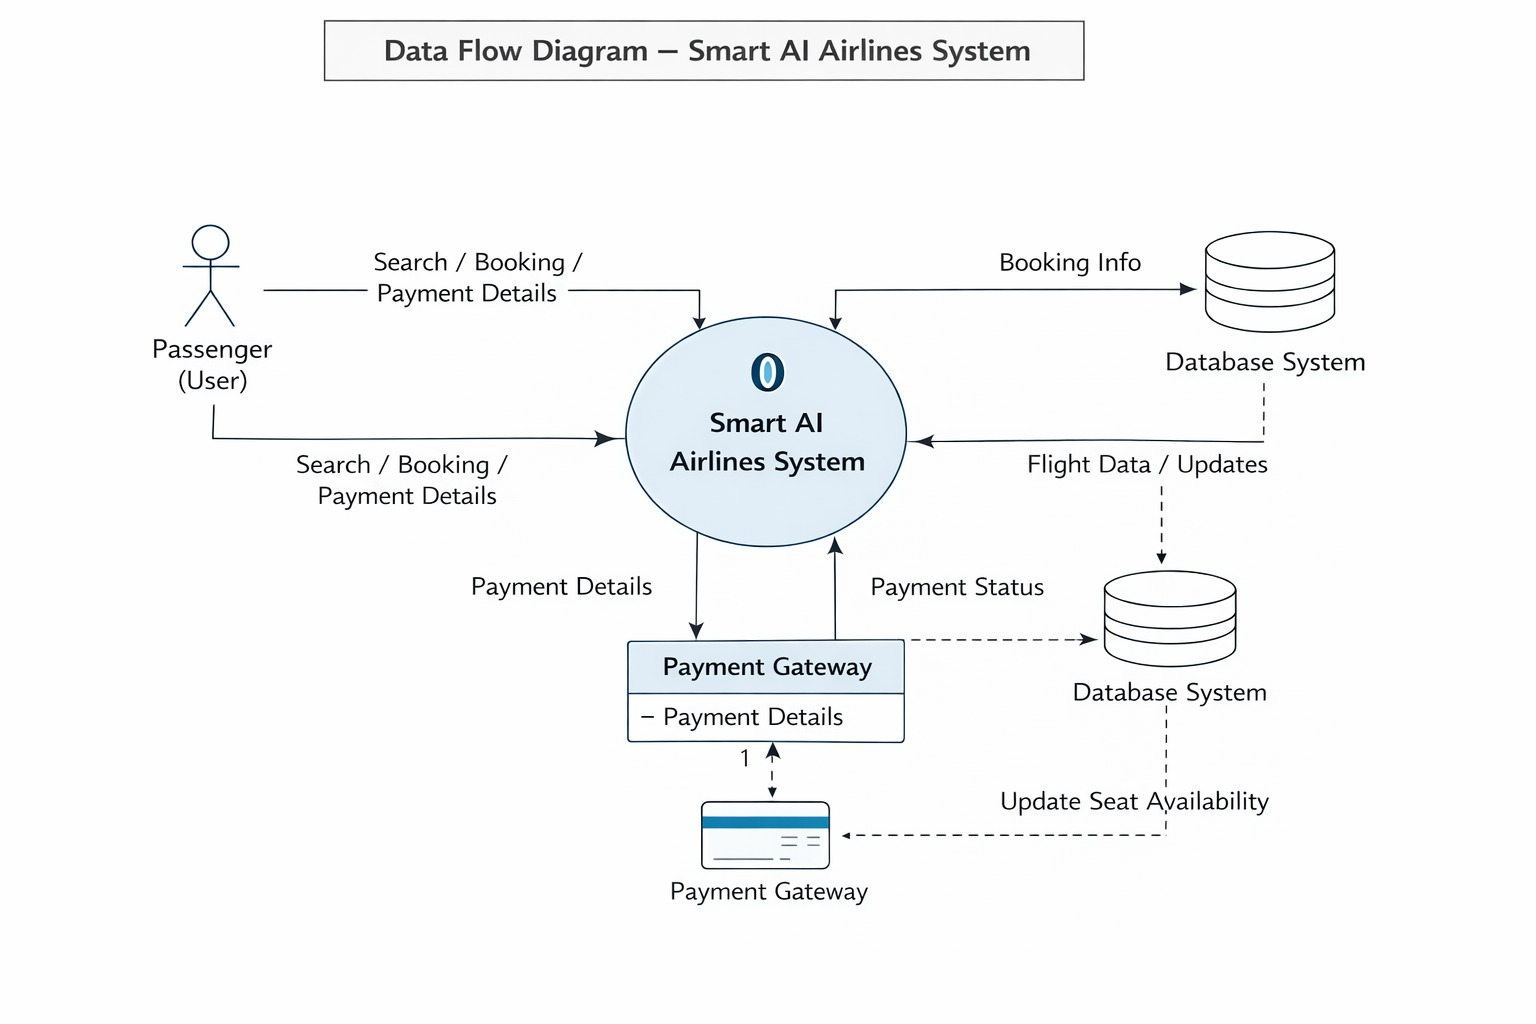 Data Flow Diagram – Smart AI Airlines System
Search / Booking /
Payment Details
Booking Info
Passenger
(User)
Database System
0
Smart AI
Airlines System
Search / Booking /
Payment Details
Flight Data / Updates
Payment Details
Payment Status
Payment Gateway
– Payment Details
Database System
1
Update Seat Availability
Payment Gateway